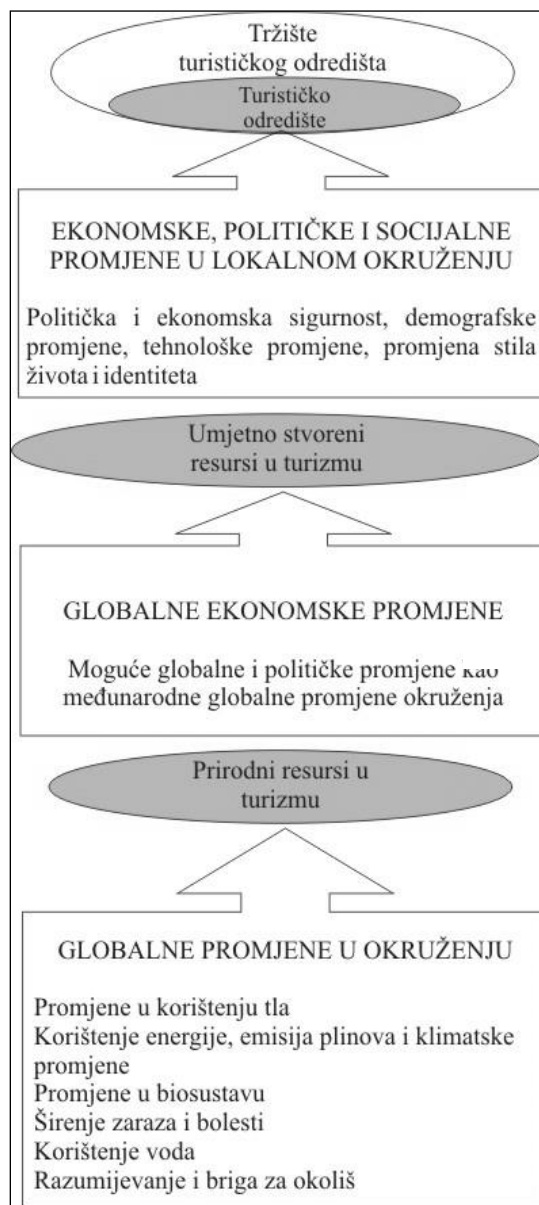 Tržište
turističkog odredišta
Turističko
odredište
EKONOMSKE, POLITIČKE I SOCIJALNE
PROMJENE U LOKALNOM OKRUŽENJU
Politička i ekonomska sigurnost, demografske
promjene, tehnološke promjene, promjena stila
života i identiteta
Umjetno stvoreni
resursi u turizmu
GLOBALNE EKONOMSKE PROMJENE
Moguće globalne i političke promjene kao
međunarodne globalne promjene okruženja
Prirodni resursi u
turizmu
GLOBALNE PROMJENE U OKRUŽENJU
Promjene u korištenju tla
Korištenje energije, emisija plinova i klimatske
promjene
Promjene u biosustavu
Širenje zaraza i bolesti
Korištenje voda
Razumijevanje i briga za okoliš